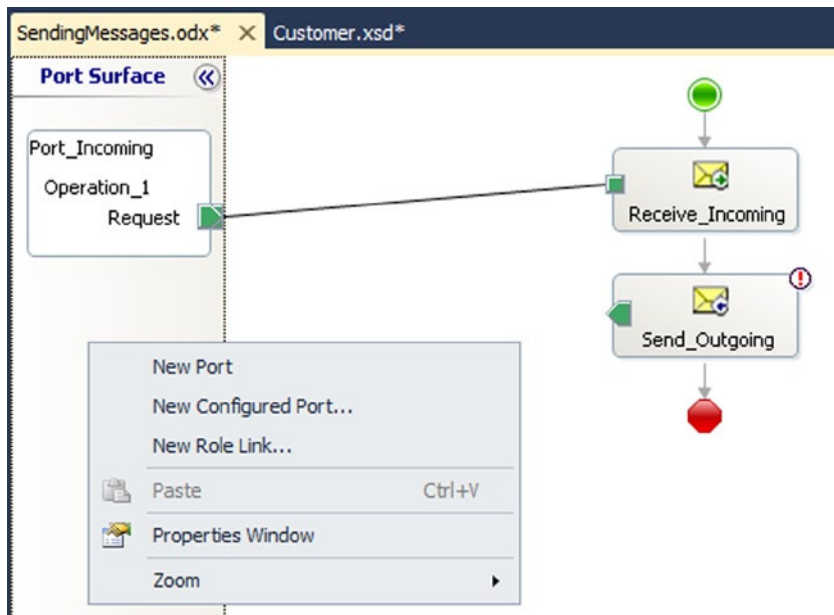 SendingMessages.odx* Customer.xsd*
Port Surface
Port_Incoming
Operation_1
Request
Receive_Incoming
Send_Outgoing
New Port
New Configured Port...
New Role Link...
Paste Ctrl+V
Properties Window
Zoom